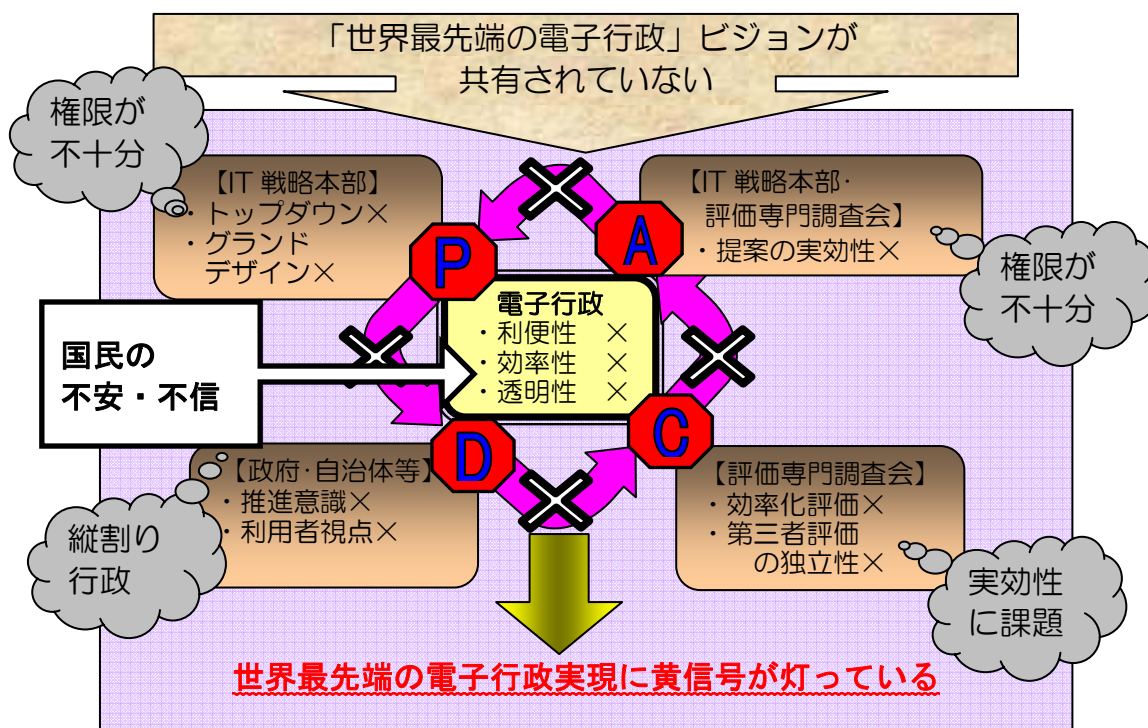 「世界最先端の電子行政」ビジョンが
共有されていない
権限が
不十分
【IT 戦略本部】
・トップダウン×
・グランド
デザイン×
【IT 戦略本部・
評価専門調査会】
・提案の実効性×
権限が
不十分
P
A
電子行政
・利便性 ×
・効率性 ×
・透明性 ×
国民の
不安・不信
D
C
【政府・自治体等】
・推進意識×
・利用者視点×
縦割り
行政
【評価専門調査会】
・効率化評価×
・第三者評価
の独立性×
実効性
に課題
世界最先端の電子行政実現に黄信号が灯っている